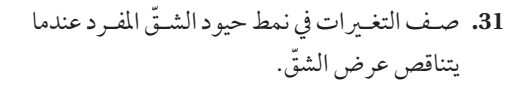 31. صف التغيرات في نمط حيود الشقّ المفرد عندما
يتناقص عرض الشقّ.